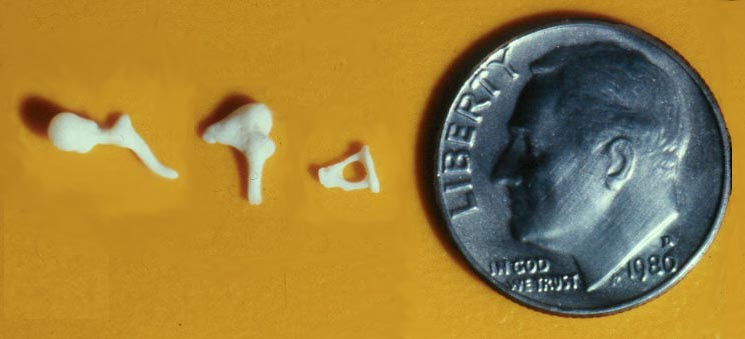 LIBERTY
IN GOD
WE TRUST
D
1986